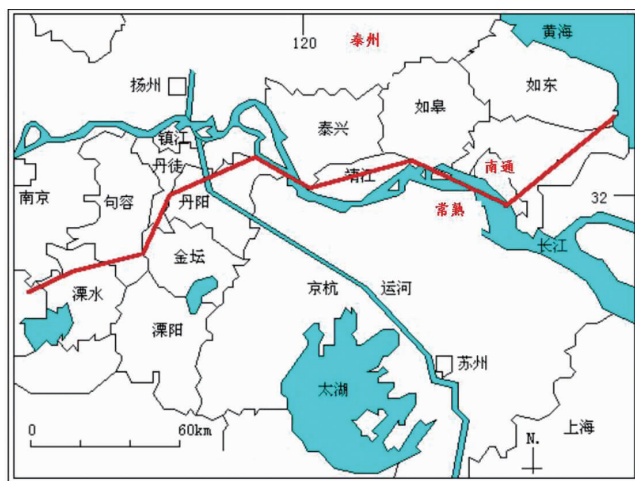 黄海
120
泰州
如东
扬州
如皋
泰兴
镇江
丹徒
南通
靖江
南京
句容
丹阳
常熟
32
长江
金坛
溧水
京杭
运河
溧阳
苏州
太湖
上海
0
60km
N.